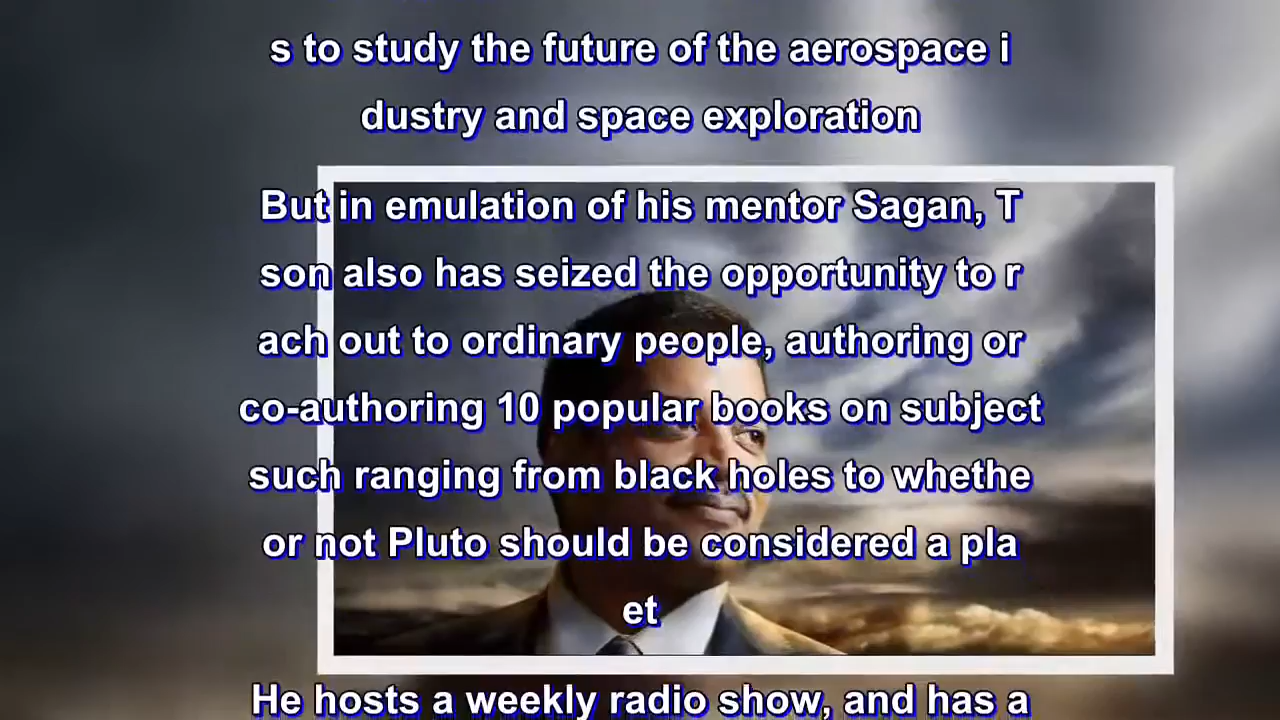 s to study the future of the aerospace i
dustry and space exploration
But in emulation of his mentor Sagan, T
son also has seized the opportunity to r
ach out to ordinary people, authoring or
co-authoring 10 popular books on subject
such ranging from black holes to whethe
or not Pluto should be considered a pla
et
He hosts a weekly radio show, and has a